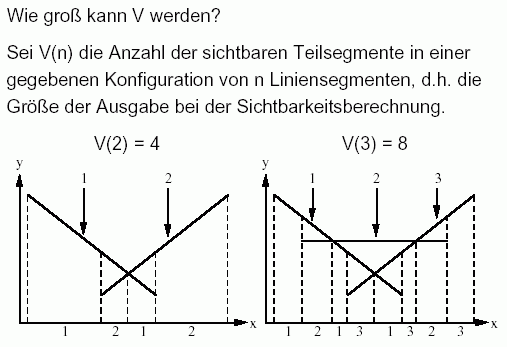 Wie groß kann V werden?
Sei V(n) die Anzahl der sichtbaren Teilsegmente in einer
gegebenen Konfiguration von n Liniensegmenten, d.h. die
Größe der Ausgabe bei der Sichtbarkeitsberechnung.
V(2) = 4
y
1 2
x
1 2 1 2
V(3) = 8
y
1 2 3
x
1 2 1 3 1 3 2 3